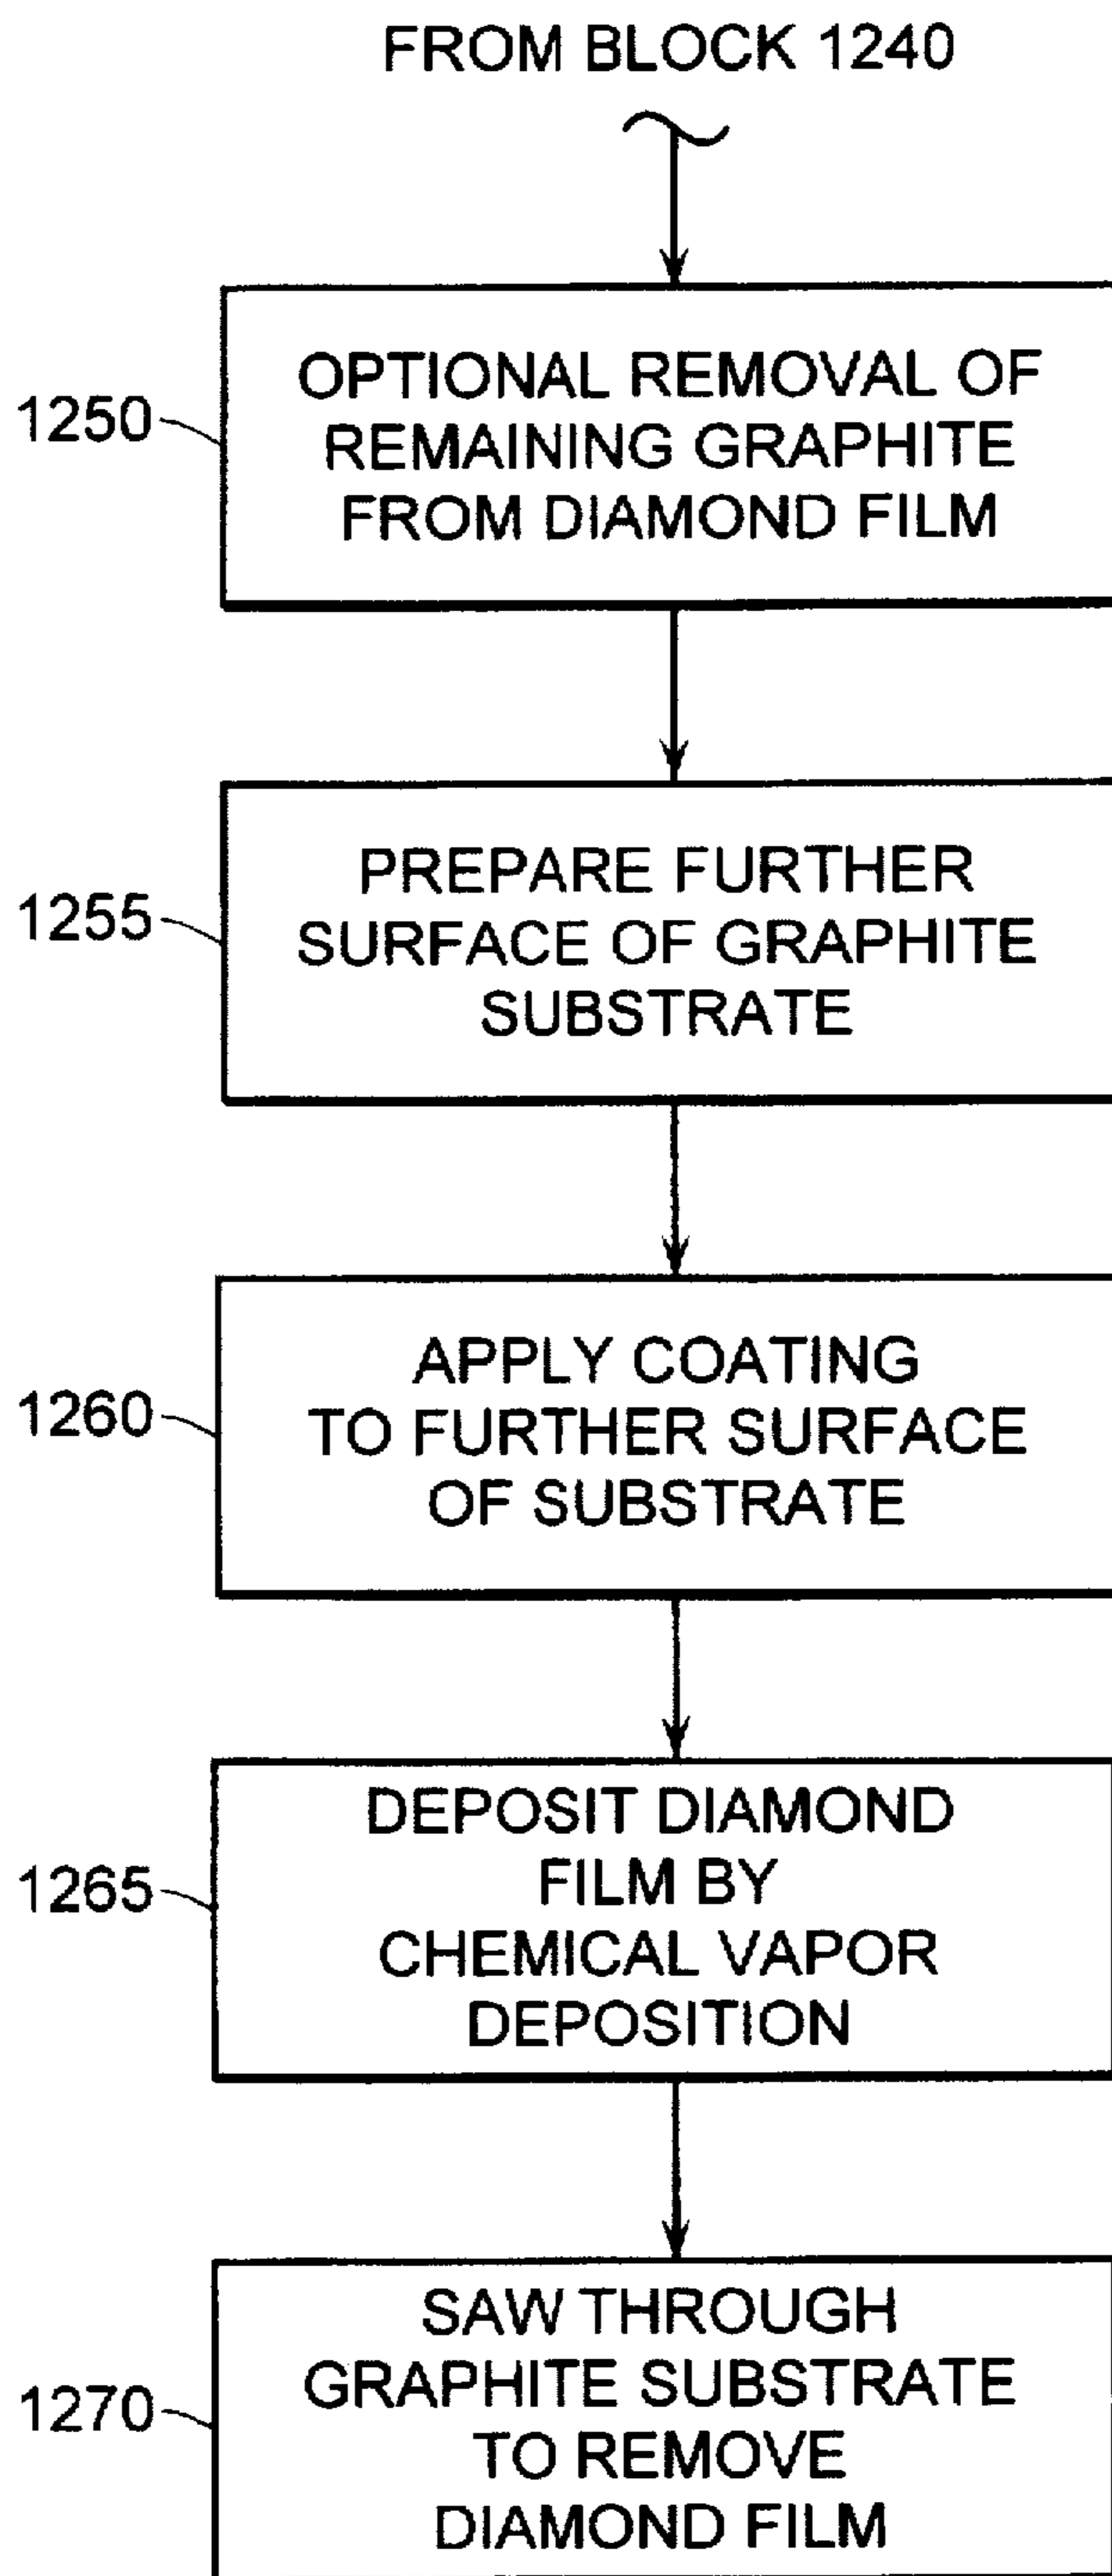 FROM BLOCK 1240
1250
OPTIONAL REMOVAL OF
REMAINING GRAPHITE
FROM DIAMOND FILM
1255
PREPARE FURTHER
SURFACE OF GRAPHITE
SUBSTRATE
1260
APPLY COATING
TO FURTHER SURFACE
OF SUBSTRATE
1265
DEPOSIT DIAMOND
FILM BY
CHEMICAL VAPOR
DEPOSITION
1270
SAW THROUGH
GRAPHITE SUBSTRATE
TO REMOVE
DIAMOND FILM